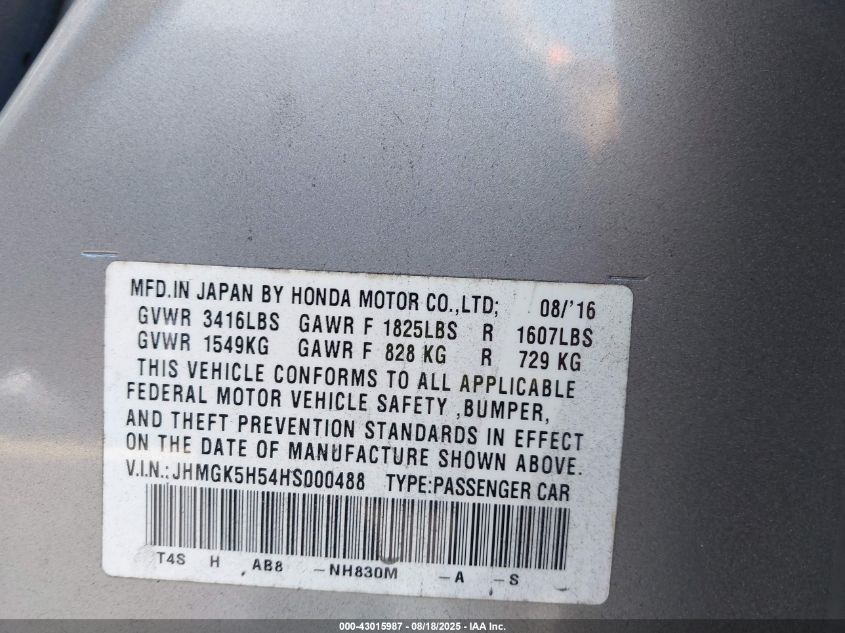 MFD.IN JAPAN BY HONDA MOTOR CO.,LTD; 08/'16
GVWR 3416LBS GAWR F 1825LBS R 1607LBS
GVWR 1549KG GAWR F 828 KG R 729 KG
THIS VEHICLE CONFORMS TO ALL APPLICABLE
FEDERAL MOTOR VEHICLE SAFETY ,BUMPER,
AND THEFT PREVENTION STANDARDS IN EFFECT
ON THE DATE OF MANUFACTURE SHOWN ABOVE.
V.I.N.:JHMGK5H54HS000488 TYPE:PASSENGER CAR
T4S H AB8 -NH830M -A -S
000-43015987 - 08/18/2025 - IAA Inc.